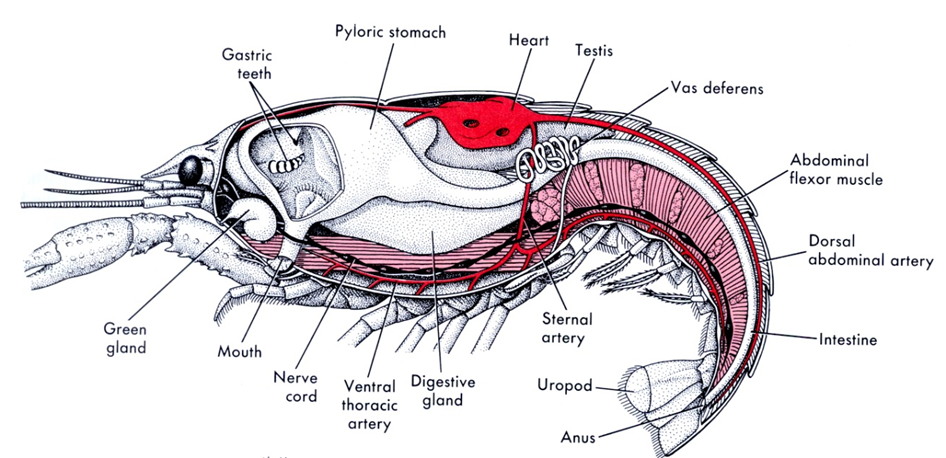 Pyloric stomach
Heart
Testis
Gastric
teeth
Vas deferens
Abdominal
flexor muscle
Dorsal
abdominal artery
Green
gland
Mouth
Nerve
cord
Ventral
thoracic
artery
Digestive
gland
Sternal
artery
Intestine
Uropod
Anus